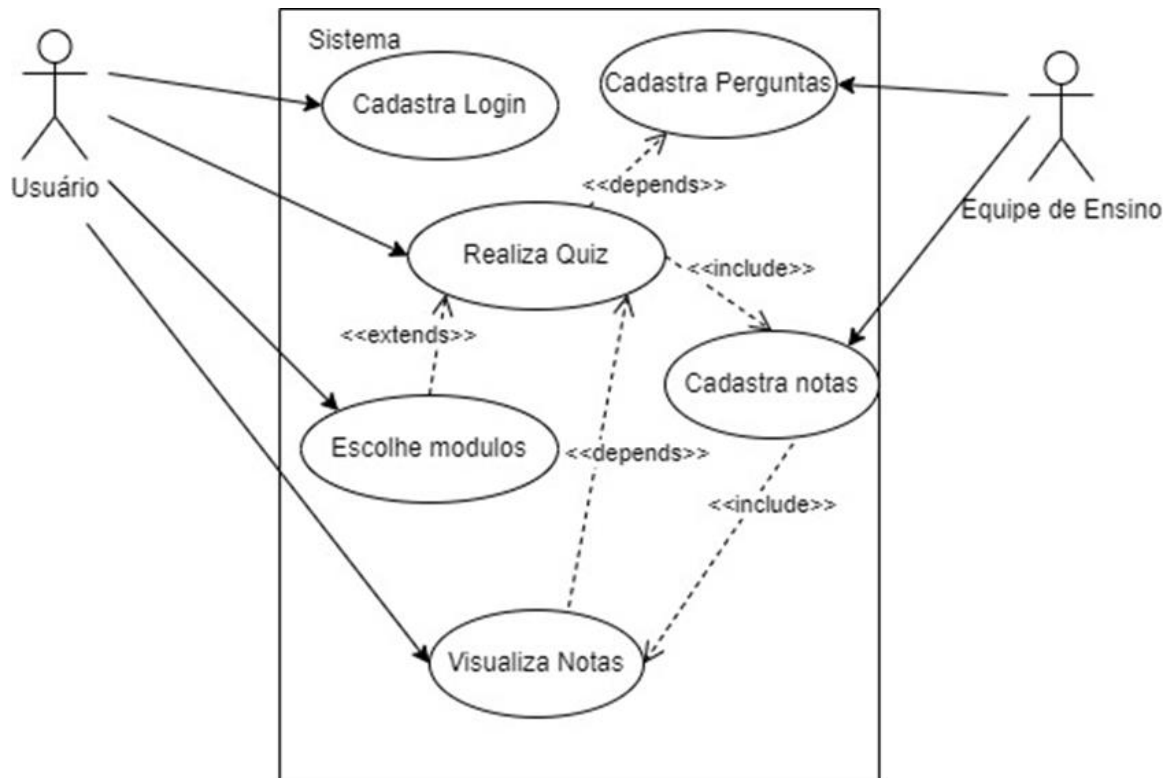 Sistema
Cadastra Login
Cadastra Perguntas
<<depends>>
Usuário
Equipe de Ensino
Realiza Quiz
<<include>>
<<extends>>
Cadastra notas
Escolhe modulos
<<depends>>
<<include>>
Visualiza Notas